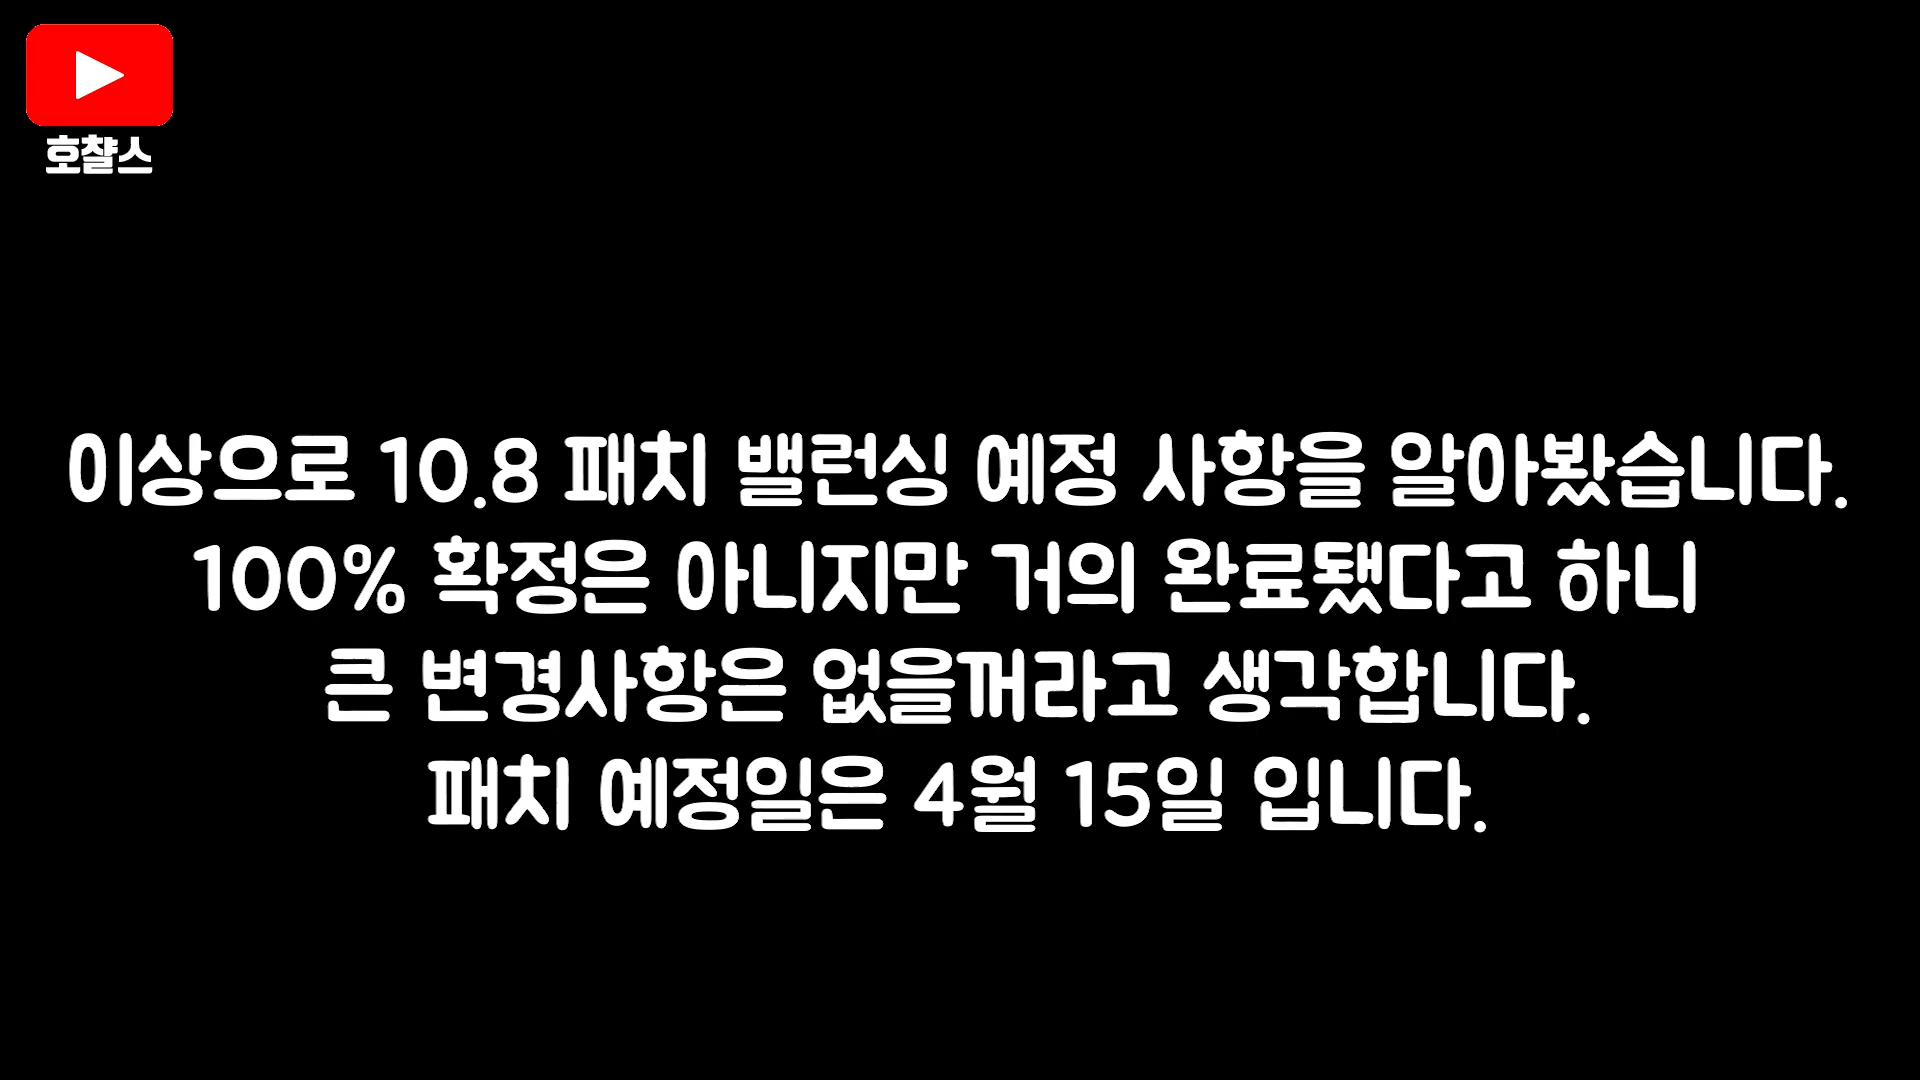 호챨스
이상으로 10.8 패치 밸런싱 예정 사항을 알아봤습니다.
100% 확정은 아니지만 거의 완료됐다고 하니
큰 변경사항은 없을꺼라고 생각합니다.
패치 예정일은 4월 15일 입니다.